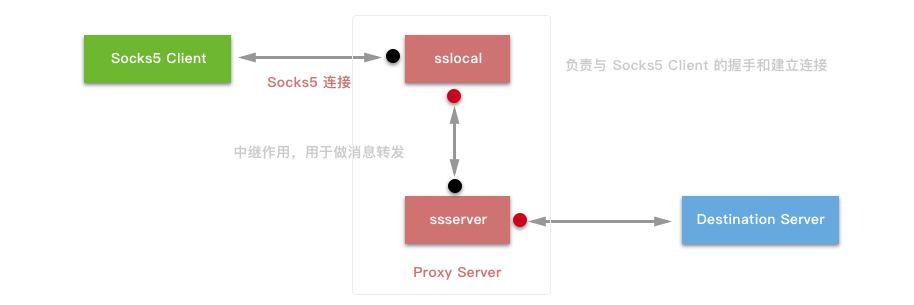 Socks5 Client
sslocal
负责与 Socks5 Client 的握手和建立连接
Socks5 连接
中继作用，用于做消息转发
ssserver
Destination Server
Proxy Server